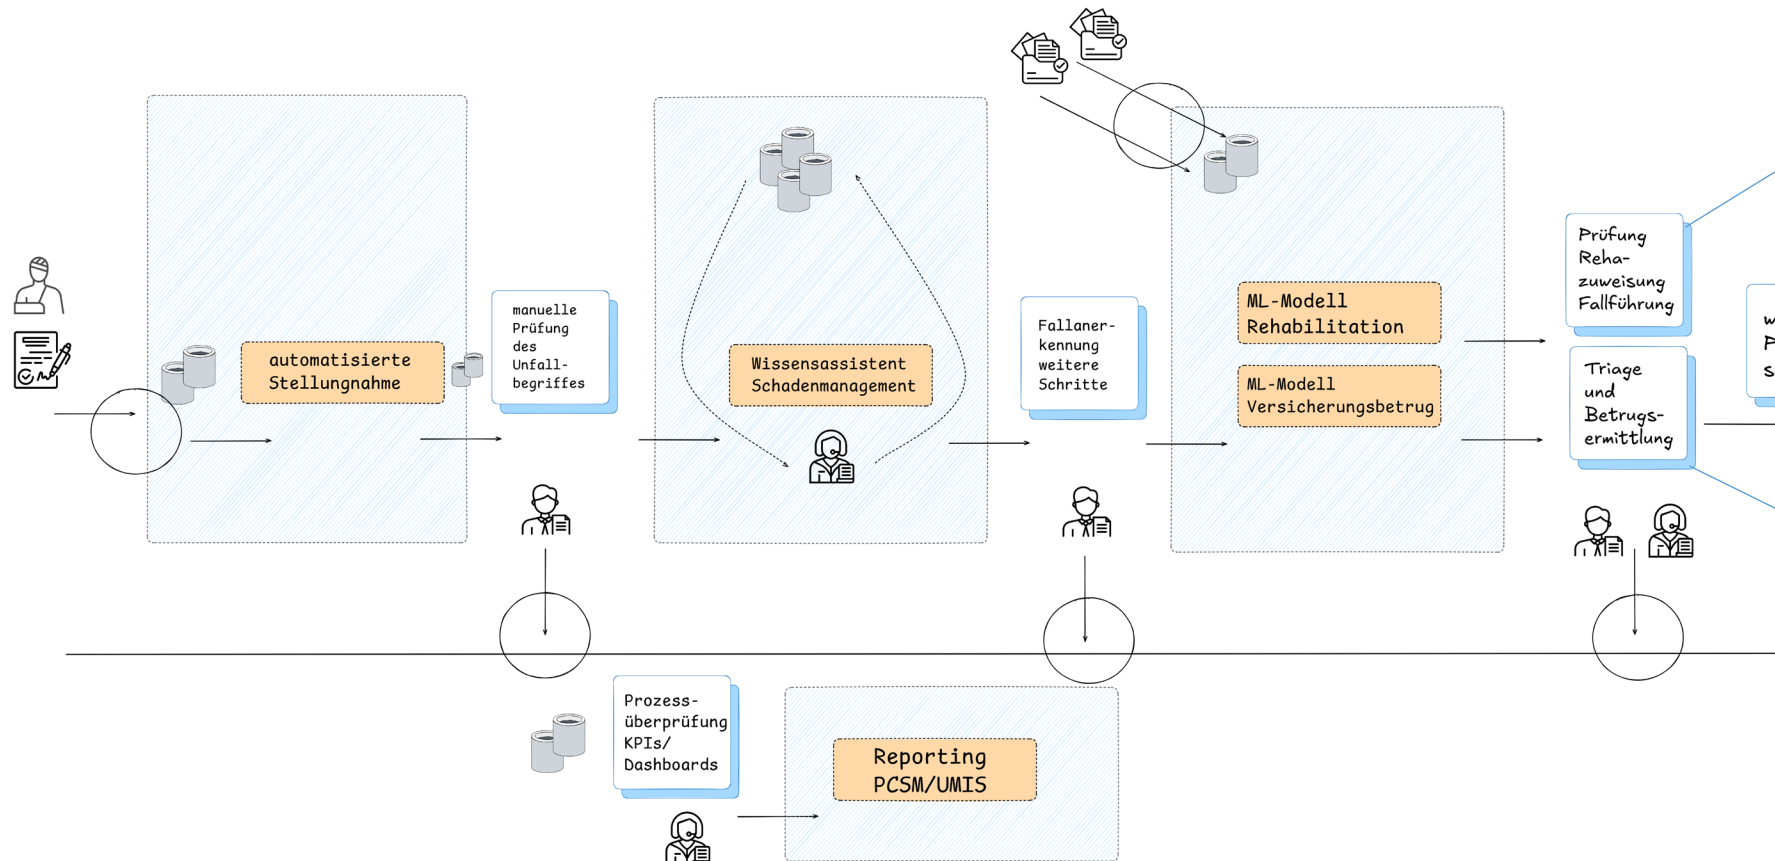 automatisierte
Stellungnahme
manuelle
Prüfung
des
Unfall-
begriffes
Wissensassistent
Schadenmanagement
Fallaner-
kennung
weitere
Schritte
ML-Modell
Rehabilitation
ML-Modell
Versicherungsbetrug
Prüfung
Reha-
zuweisung
Fallführung
Triage
und
Betrugs-
ermittlung
Prozess-
überprüfung
KPIs/
Dashboards
Reporting
PCSM/UMIS